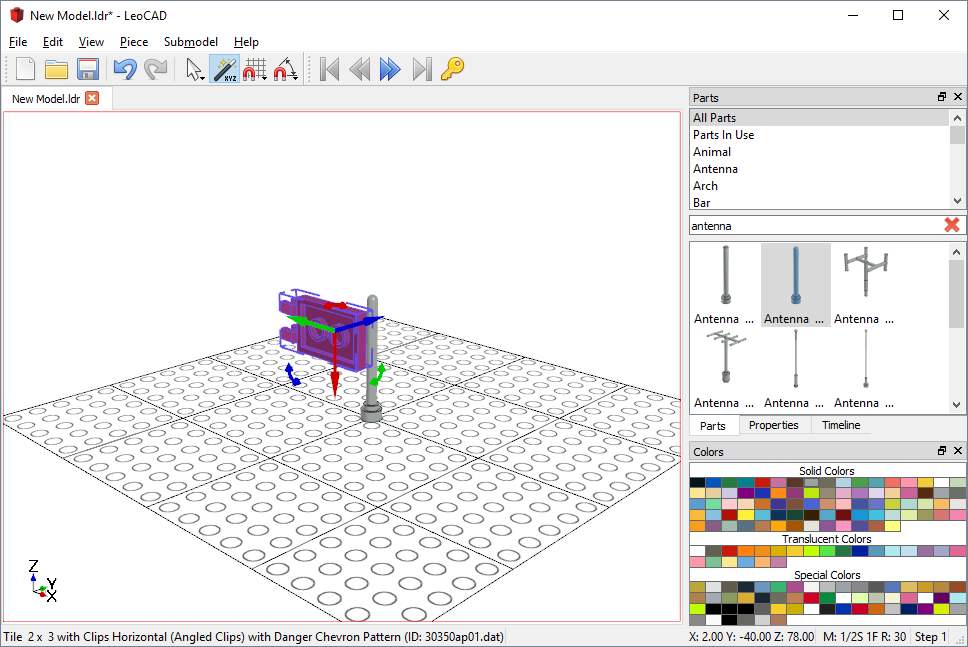 New Model.ldr* - LeoCAD
File Edit View Piece Submodel Help
XYZ
New Model.ldr
Parts
All Parts
Parts In Use
Animal
Antenna
Arch
Bar
antenna
Antenna ... Antenna ... Antenna ...
Antenna ... Antenna ... Antenna ...
Parts Properties Timeline
Colors
Solid Colors
Translucent Colors
Special Colors
Z
Y
X
Tile 2 x 3 with Clips Horizontal (Angled Clips) with Danger Chevron Pattern (ID: 30350ap01.dat)
X: 2.00 Y: -40.00 Z: 78.00 M: 1/2S 1F R: 30 Step 1